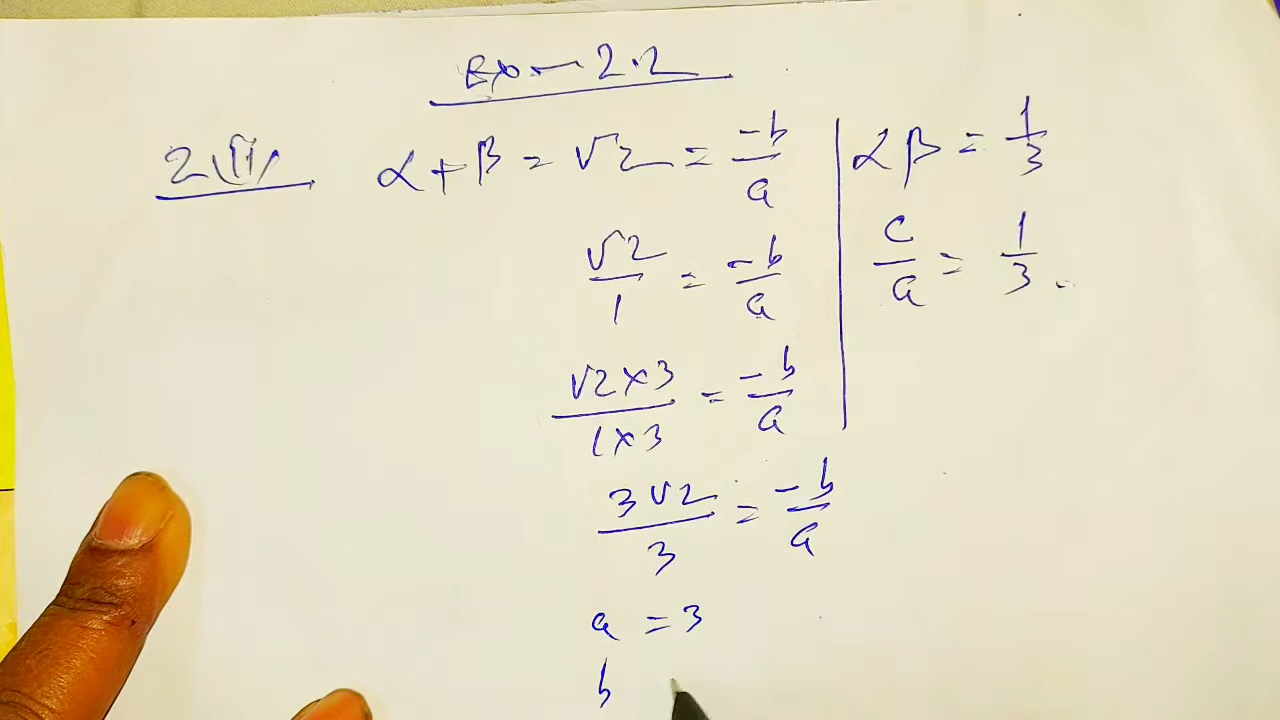 Ex - 2.2
2(ii) α + β = √2 = -b/a
√2/1 = -b/a
√2×3/1×3 = -b/a
3√2/3 = -b/a
a = 3
b
αβ = 1/3
c/a = 1/3.